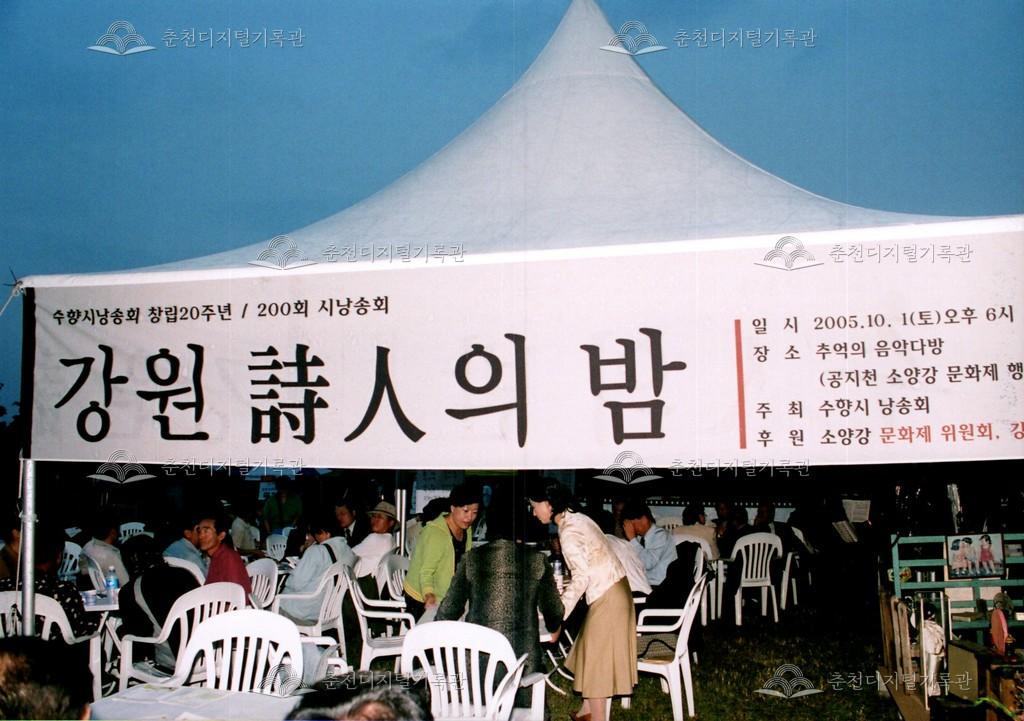 수향시낭송회 창립20주년 / 200회 시낭송회
강원 詩人의 밤
일 시 2005.10. 1(토)오후 6시
장 소 추억의 음악다방
(공지천 소양강 문화제 행
주 최 수향시 낭송회
후 원 소양강 문화제 위원회, 강
춘천디지털기록관
춘천디지털기록관
춘천디지털기록관
춘천디지털기록관
춘천디지털기록관
춘천디지털기록관
춘천디지털기록관
춘천디지털기록관